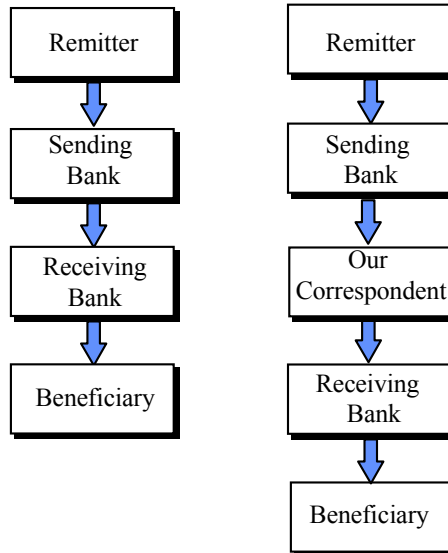 Remitter
Sending
Bank
Receiving
Bank
Beneficiary
Remitter
Sending
Bank
Our
Correspondent
Receiving
Bank
Beneficiary